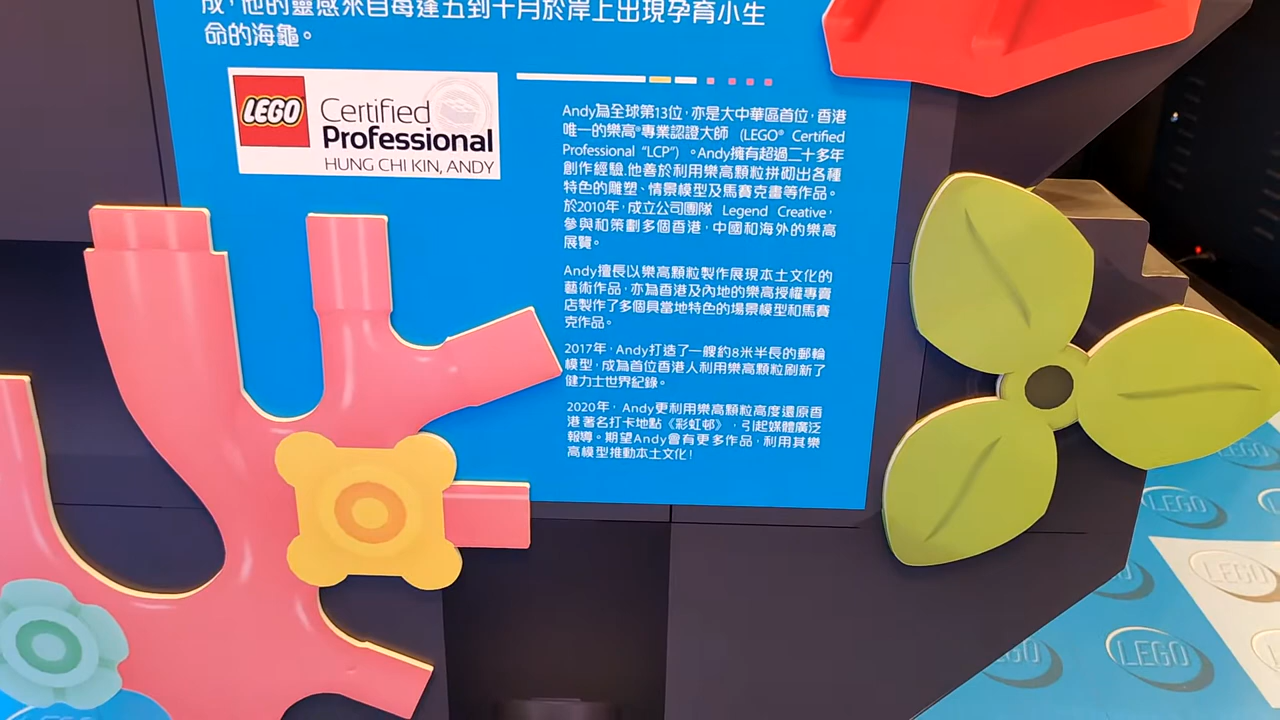 成，他的靈感來自每逢五到十月於岸上出現孕育小生
命的海龜。
LEGO
Certified
Professional
HUNG CHI KIN, ANDY
Andy為全球第13位，亦是大中華區首位，香港
唯一的樂高®專業認證大師（LEGO® Certified
Professional “LCP”）。Andy擁有超過二十多年
創作經驗.他善於利用樂高顆粒拼砌出各種
特色的雕塑、情景模型及馬賽克畫等作品。
於2010年，成立公司團隊 Legend Creative，
參與和策劃多個香港，中國和海外的樂高
展覽。
Andy擅長以樂高顆粒製作展現本土文化的
藝術作品，亦為香港及內地的樂高授權專賣
店製作了多個具當地特色的場景模型和馬賽
克作品。
2017年，Andy打造了一艘約8米半長的郵輪
模型，成為首位香港人利用樂高顆粒刷新了
健力士世界紀錄。
2020年，Andy更利用樂高顆粒高度還原香
港著名打卡地點《彩虹邨》，引起媒體廣泛
報導。期望Andy會有更多作品，利用其樂
高模型推動本土文化！
LEGO
LEGO
LEGO
LEGO
LEGO